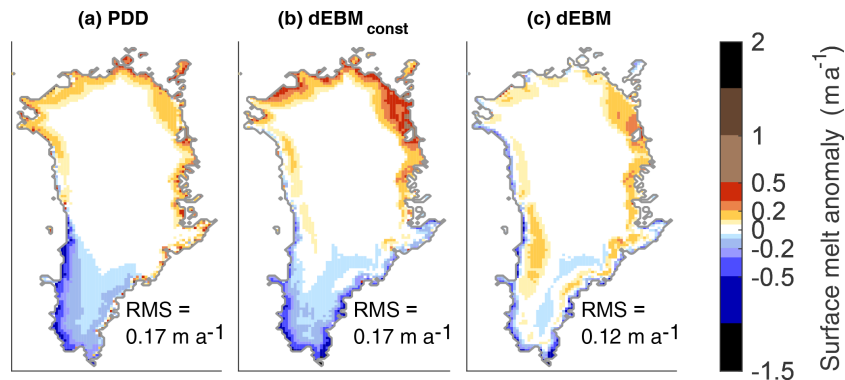 (a) PDD
(b) dEBM const
(c) dEBM
RMS =
0.17 m a-1
RMS =
0.17 m a-1
RMS =
0.12 m a-1
2
1
0.5
0.2
0
-0.2
-0.5
-1.5
Surface melt anomaly (m a-1)